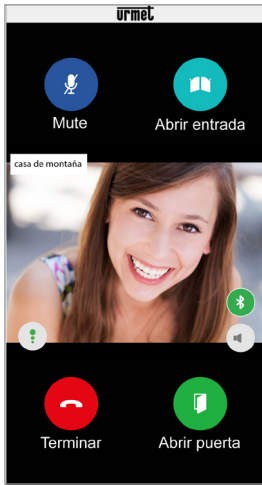 urmet
Mute
Abrir entrada
casa de montaña
Terminar
Abrir puerta